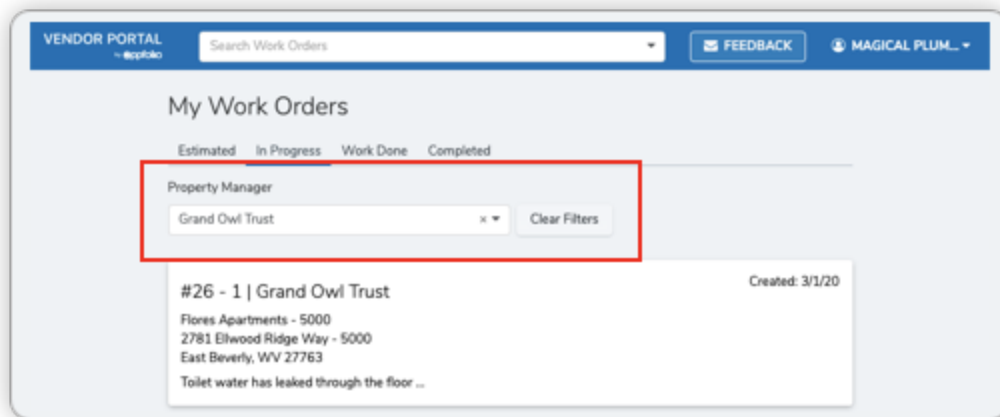 VENDOR PORTAL
by appfolio
Search Work Orders
FEEDBACK
MAGICAL PLUM...
My Work Orders
Estimated In Progress Work Done Completed
Property Manager
Grand Owl Trust
Clear Filters
#26 - 1 | Grand Owl Trust
Created: 3/1/20
Flores Apartments - 5000
2781 Ellwood Ridge Way - 5000
East Beverly, WV 27763
Toilet water has leaked through the floor ...